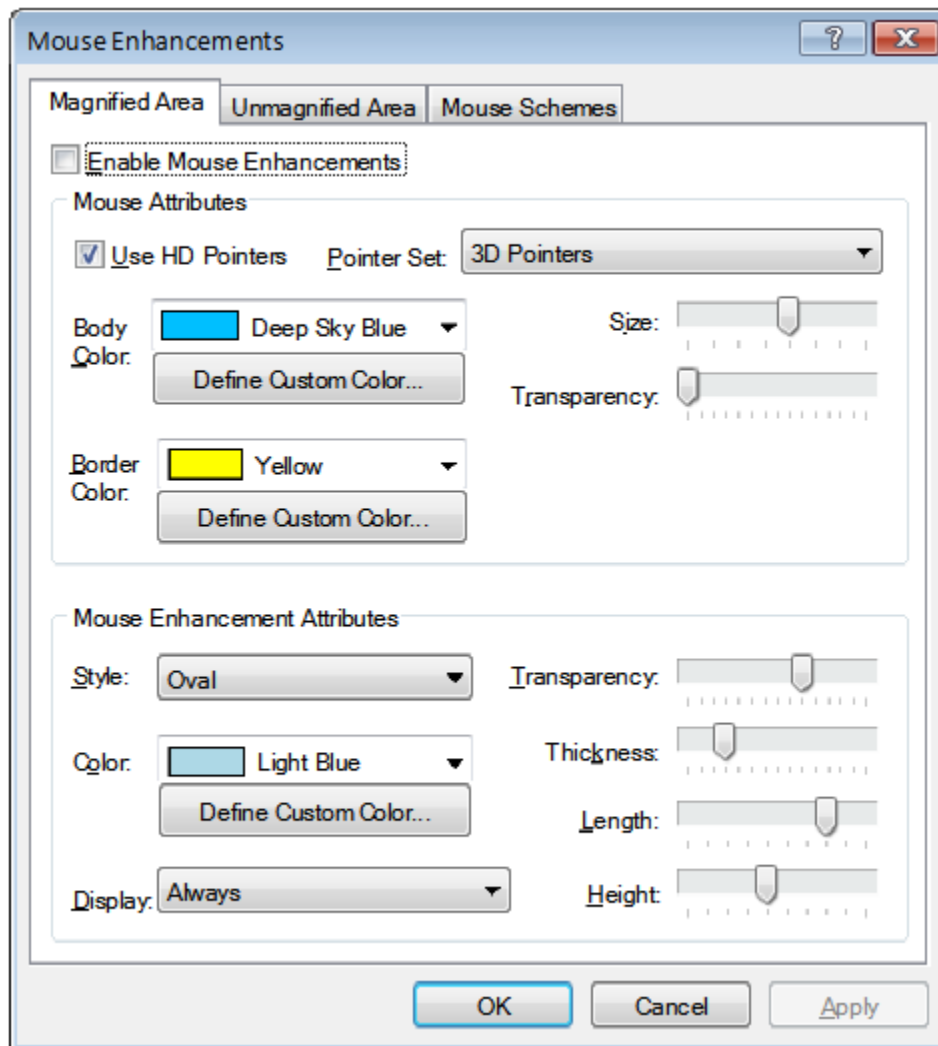 Mouse Enhancements
Magnified Area Unmagnified Area Mouse Schemes
Enable Mouse Enhancements
Mouse Attributes
Use HD Pointers Pointer Set: 3D Pointers
Body Color: Deep Sky Blue Size:
Define Custom Color... Transparency:
Border Color: Yellow
Define Custom Color...
Mouse Enhancement Attributes
Style: Oval Transparency:
Color: Light Blue Thickness:
Define Custom Color... Length:
Display: Always Height:
OK Cancel Apply